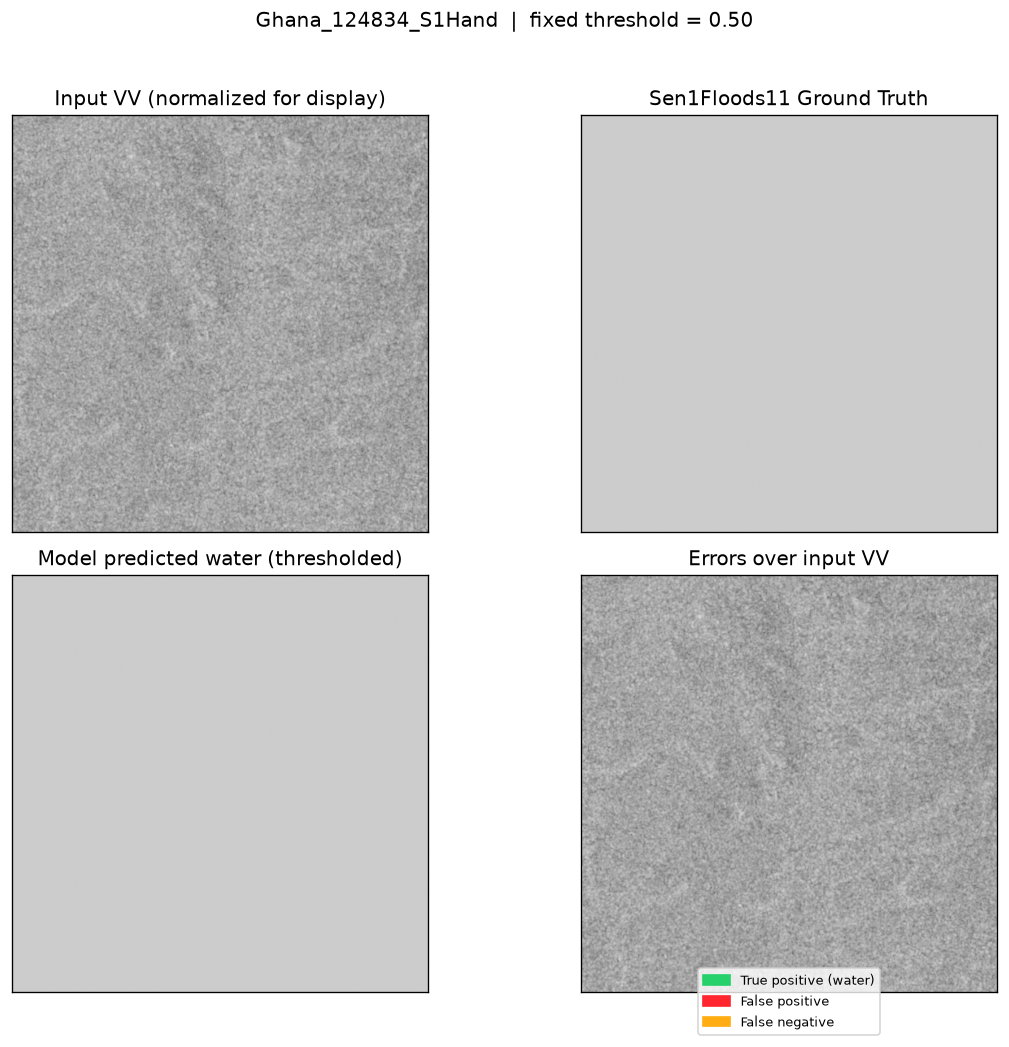 Ghana_124834_S1Hand | fixed threshold = 0.50
Input VV (normalized for display)
Sen1Floods11 Ground Truth
Model predicted water (thresholded)
Errors over input VV
True positive (water)
False positive
False negative